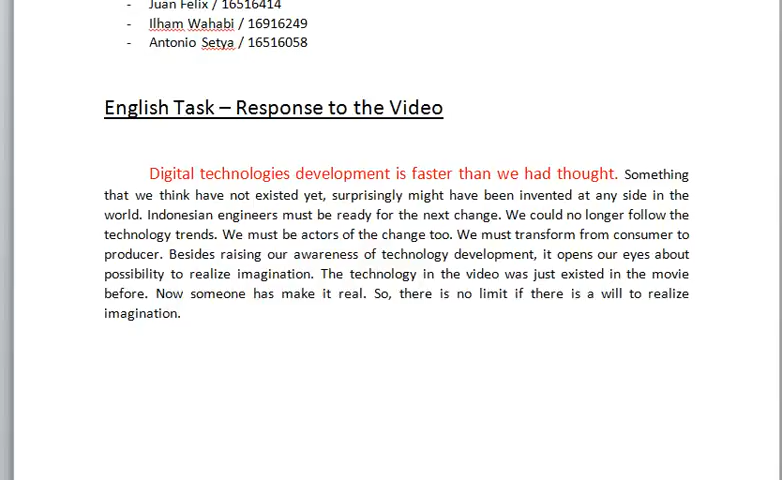 - Juan Felix / 16516414
- Ilham Wahabi / 16916249
- Antonio Setya / 16516058
English Task – Response to the Video
Digital technologies development is faster than we had thought. Something
that we think have not existed yet, surprisingly might have been invented at any side in the
world. Indonesian engineers must be ready for the next change. We could no longer follow the
technology trends. We must be actors of the change too. We must transform from consumer to
producer. Besides raising our awareness of technology development, it opens our eyes about
possibility to realize imagination. The technology in the video was just existed in the movie
before. Now someone has make it real. So, there is no limit if there is a will to realize
imagination.